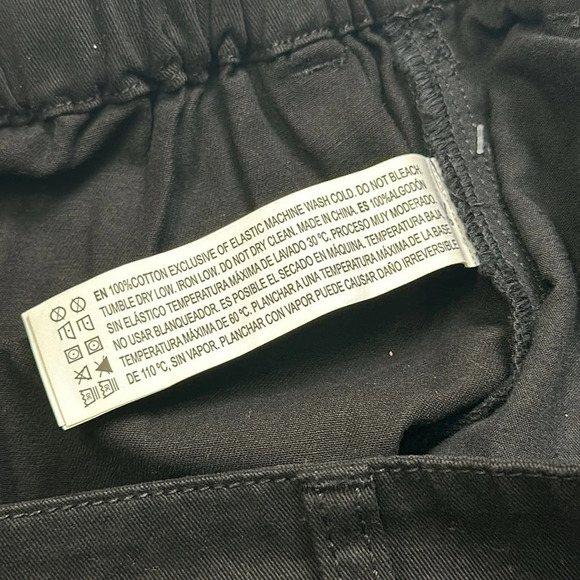 EN 100%COTTON EXCLUSIVE OF ELASTIC MACHINE WASH COLD. DO NOT BLEACH.
TUMBLE DRY LOW. IRON LOW. DO NOT DRY CLEAN. MADE IN CHINA. ES 100%ALGODÓN
SIN ELÁSTICO TEMPERATURA MÁXIMA DE LAVADO 30 ºC. PROCESO MUY MODERADO.
NO USAR BLANQUEADOR. ES POSIBLE EL SECADO EN MÁQUINA. TEMPERATURA BAJA,
TEMPERATURA MÁXIMA DE 60 ºC. PLANCHAR A UNA TEMPERATURA MÁXIMA DE LA BASE
DE 110 ºC, SIN VAPOR. PLANCHAR CON VAPOR, PUEDE CAUSAR DAÑO IRREVERSIBLE